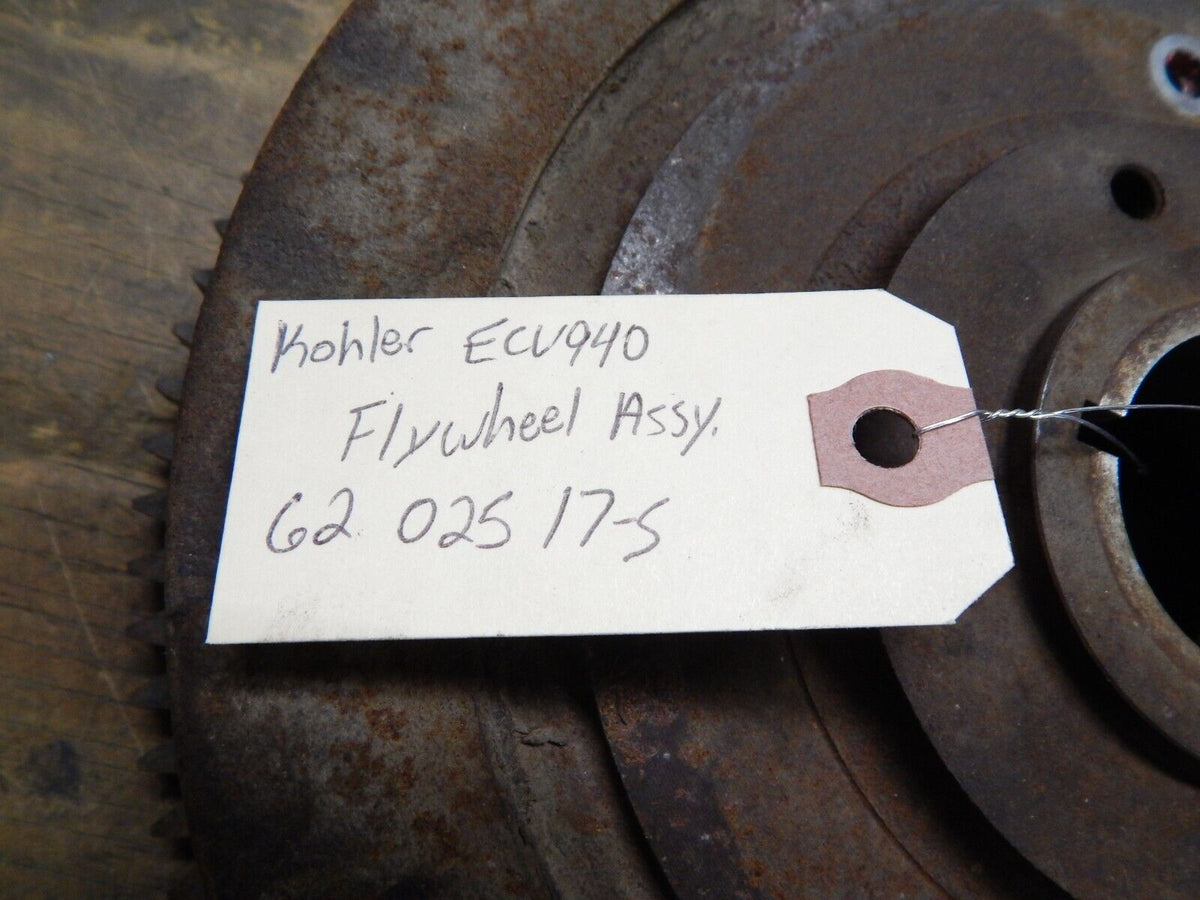 Kohler ECV940
Flywheel Assy.
62 025 17-S